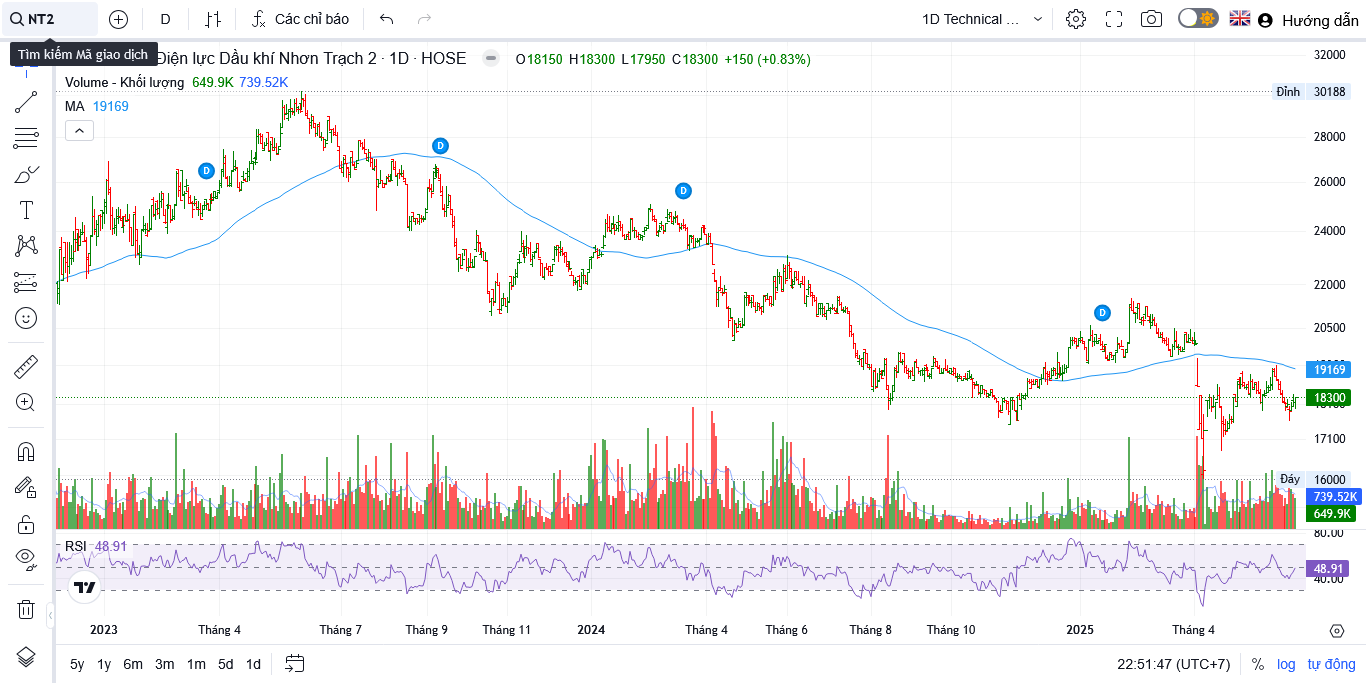 NT2
D
Các chỉ báo
1D Technical ...
Hướng dẫn
Tìm kiếm Mã giao dịch
Điện lực Dầu khí Nhơn Trạch 2 · 1D · HOSE
O18150 H18300 L17950 C18300 +150 (+0.83%)
Volume - Khối lượng 649.9K 739.52K
MA 19169
32000
Đỉnh 30188
28000
26000
24000
22000
20500
19169
18300
17100
Đáy 16000
739.52K
649.9K
80.00
RSI 48.91
48.91
40.00
D
D
D
D
2023 Tháng 4 Tháng 7 Tháng 9 Tháng 11 2024 Tháng 4 Tháng 6 Tháng 8 Tháng 10 2025 Tháng 4
5y 1y 6m 3m 1m 5d 1d
22:51:47 (UTC+7) % log tự động